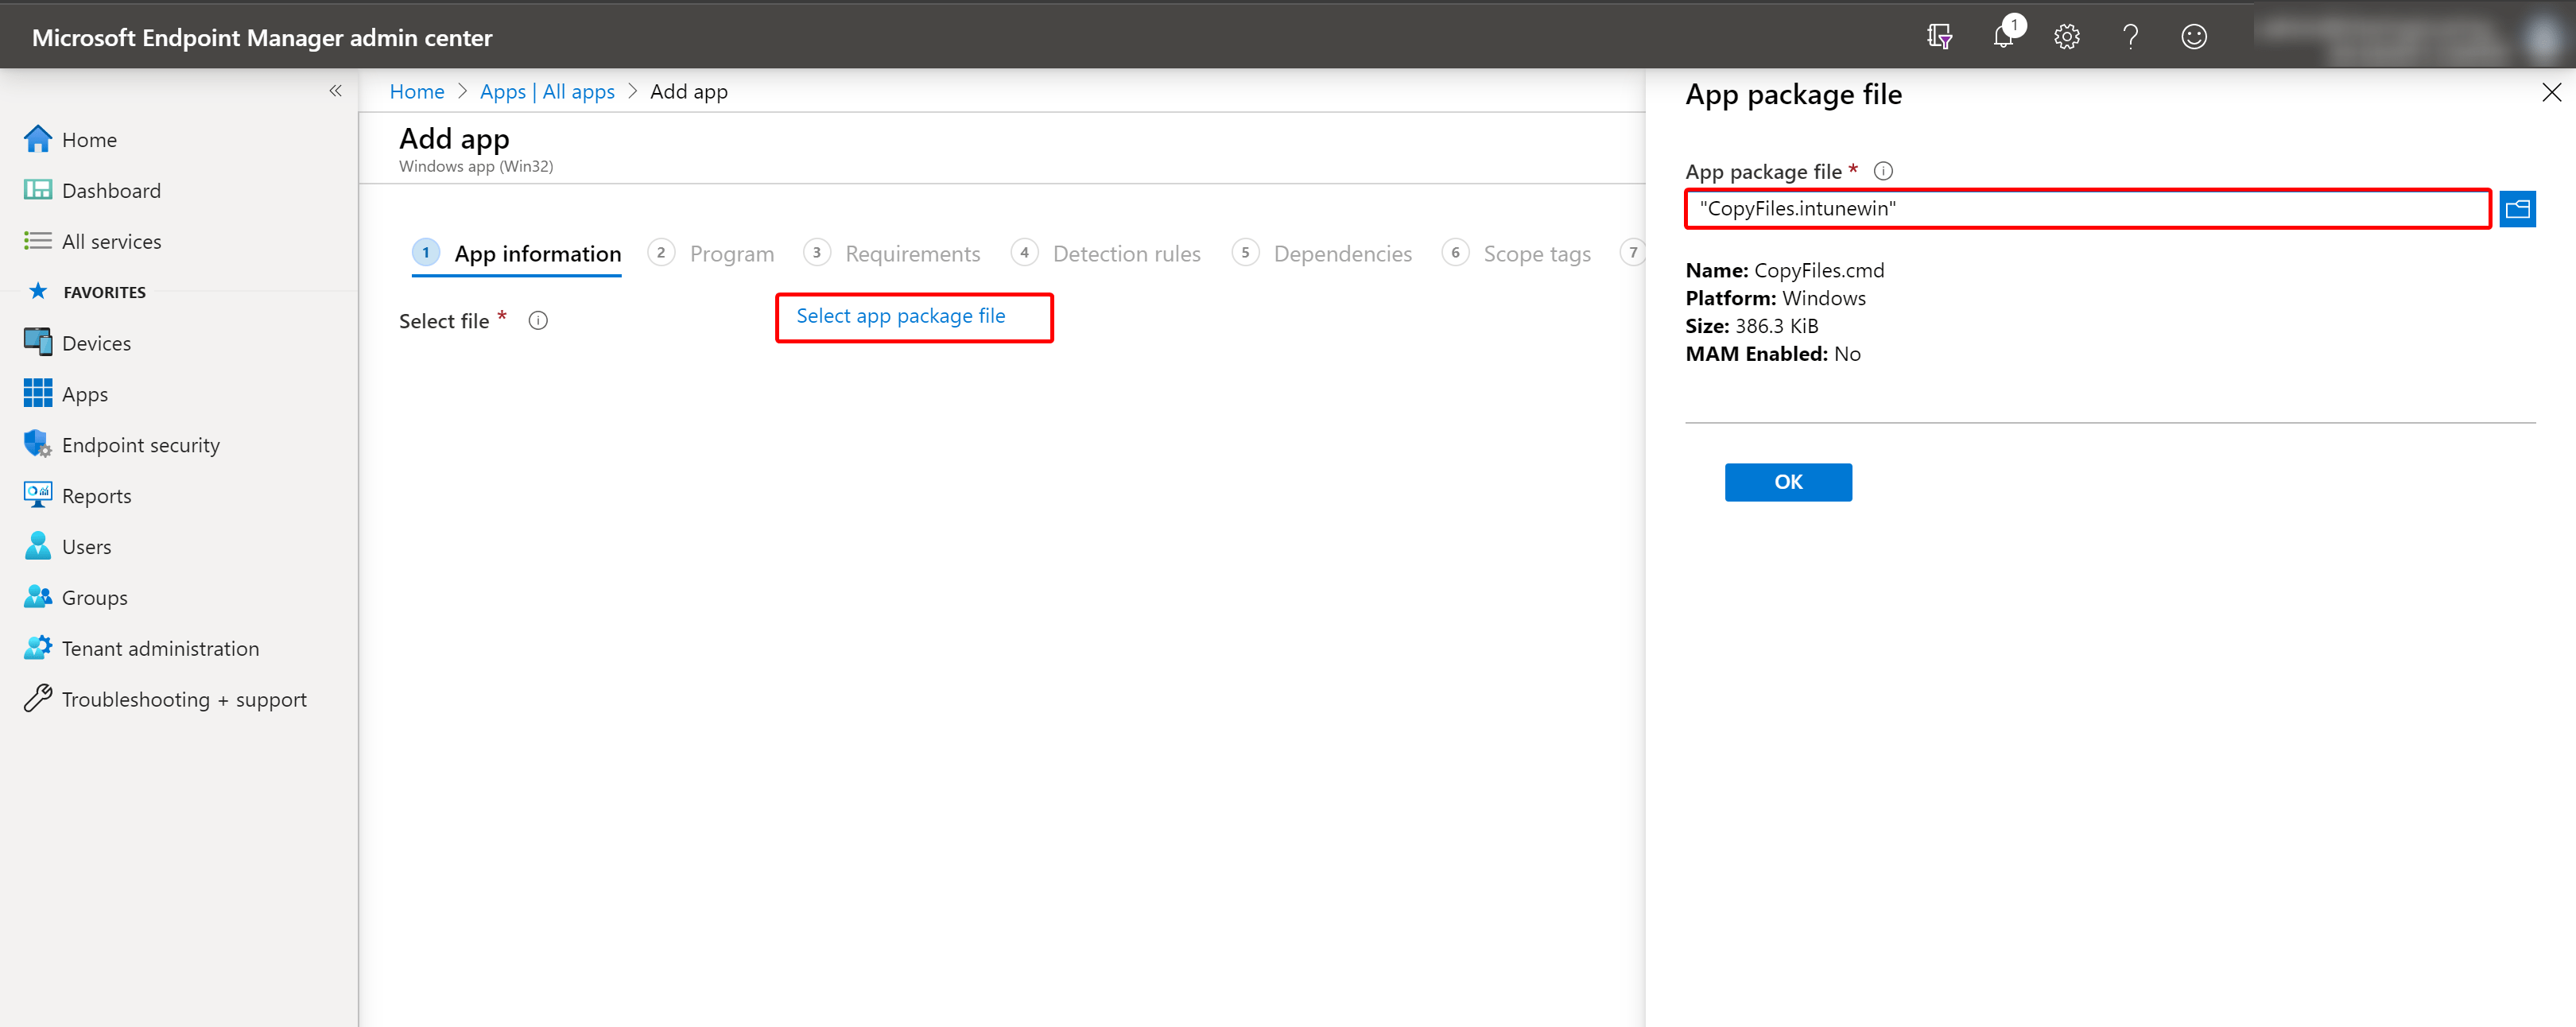 Microsoft Endpoint Manager admin center
1
«
Home
Dashboard
All services
FAVORITES
Devices
Apps
Endpoint security
Reports
Users
Groups
Tenant administration
Troubleshooting + support
Home > Apps | All apps > Add app
Add app
Windows app (Win32)
1 App information 2 Program 3 Requirements 4 Detection rules 5 Dependencies 6 Scope tags 7
Select file *
Select app package file
App package file
App package file *
"CopyFiles.intunewin"
Name: CopyFiles.cmd
Platform: Windows
Size: 386.3 KiB
MAM Enabled: No
OK